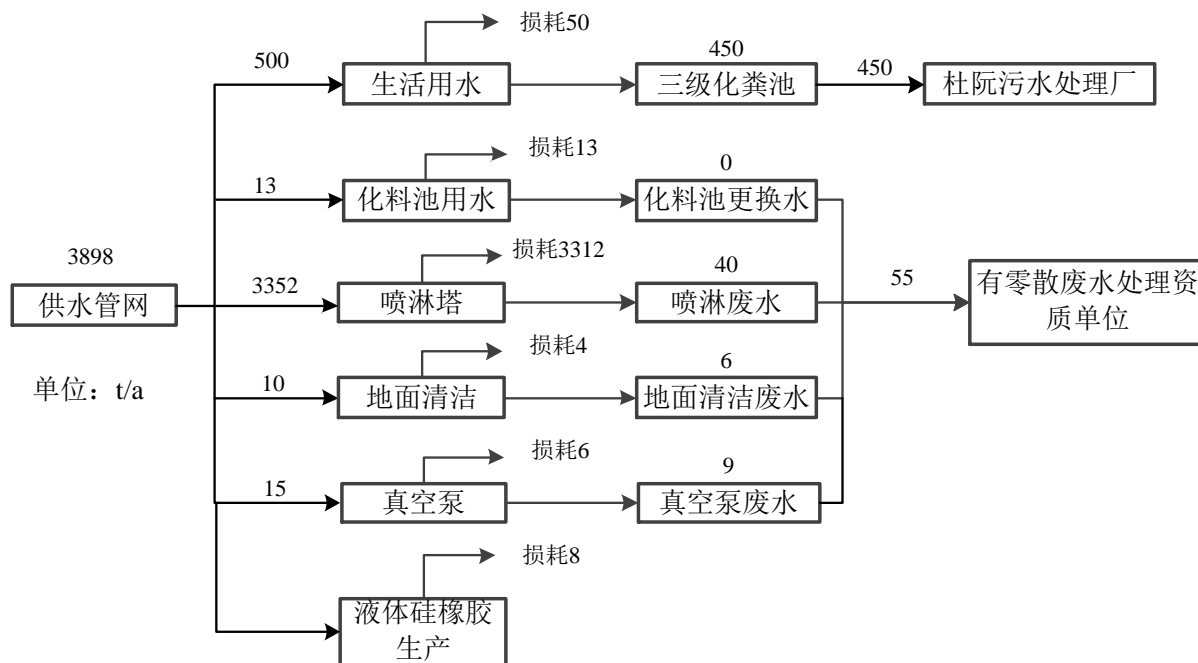 损耗50
500
生活用水
450
三级化粪池
450
杜阮污水处理厂
损耗13
13
化料池用水
0
化料池更换水
3898
供水管网
损耗3312
3352
喷淋塔
40
喷淋废水
55
有零散废水处理资
质单位
单位：t/a
损耗4
10
地面清洁
6
地面清洁废水
损耗6
15
真空泵
9
真空泵废水
损耗8
液体硅橡胶
生产